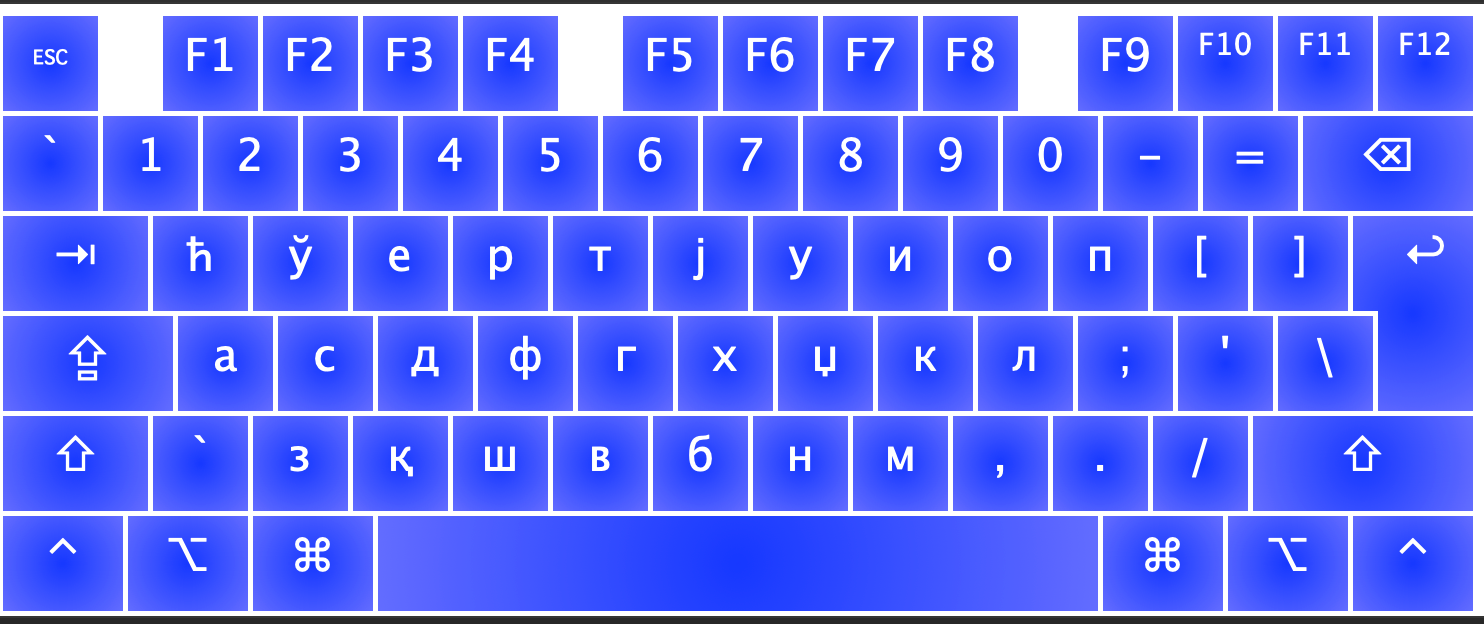 ESC F1 F2 F3 F4 F5 F6 F7 F8 F9 F10 F11 F12
` 1 2 3 4 5 6 7 8 9 0 – = ⌫
⇥ ћ ў е р т ј у и о п [ ] ↩
⇪ а с д ф г х џ к л ; ' \
⇧ ` з қ ш в б н м , . / ⇧
⌃ ⌥ ⌘ ⌘ ⌥ ⌃